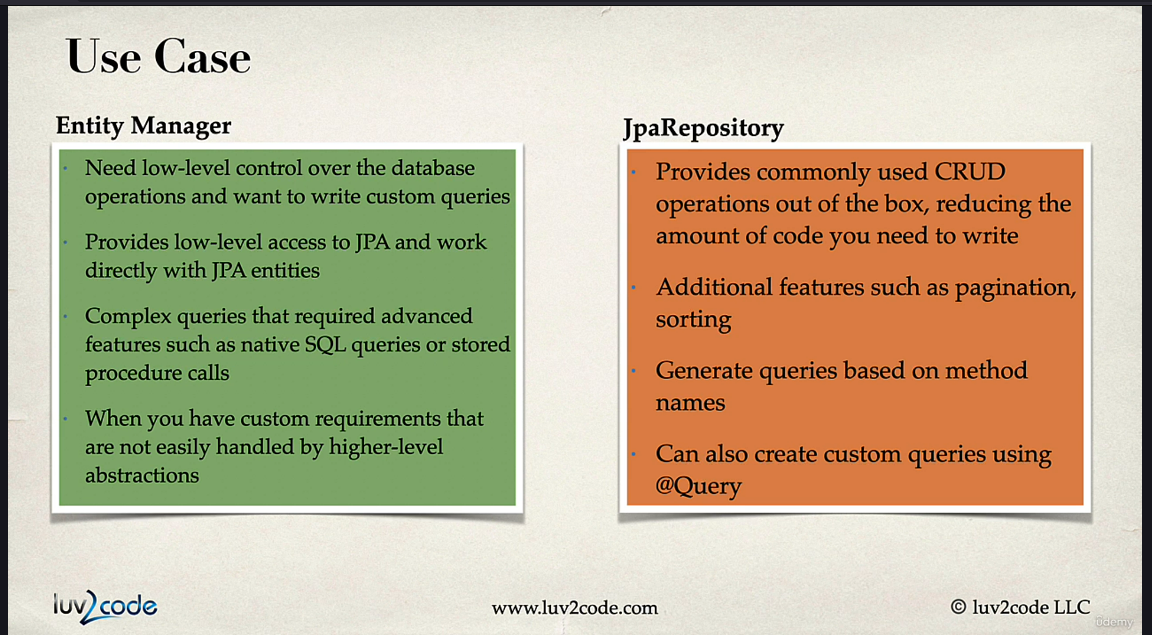 Use Case
Entity Manager
· Need low-level control over the database
operations and want to write custom queries
· Provides low-level access to JPA and work
directly with JPA entities
· Complex queries that required advanced
features such as native SQL queries or stored
procedure calls
· When you have custom requirements that
are not easily handled by higher-level
abstractions
JpaRepository
· Provides commonly used CRUD
operations out of the box, reducing the
amount of code you need to write
· Additional features such as pagination,
sorting
· Generate queries based on method
names
· Can also create custom queries using
@Query
luv2code
www.luv2code.com
© luv2code LLC
Udemy